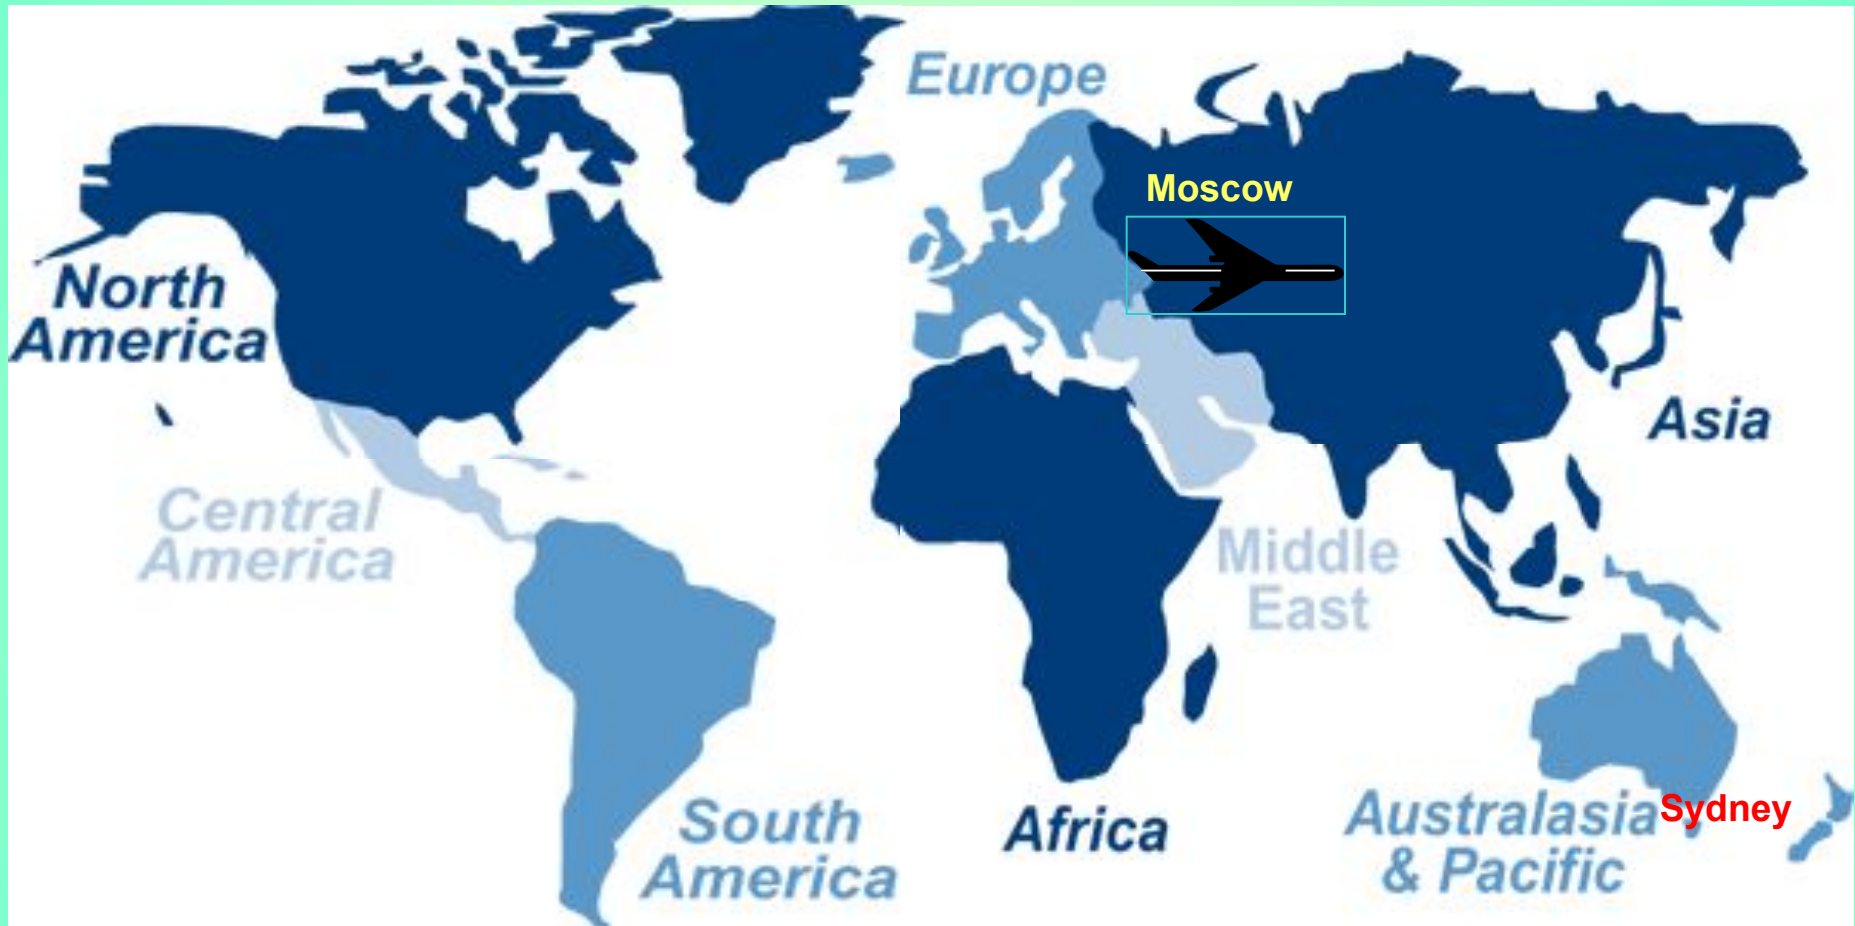 Europe
Moscow
North
America
Asia
Central
America
Middle
East
South
America
Africa
Australasia
& Pacific
Sydney